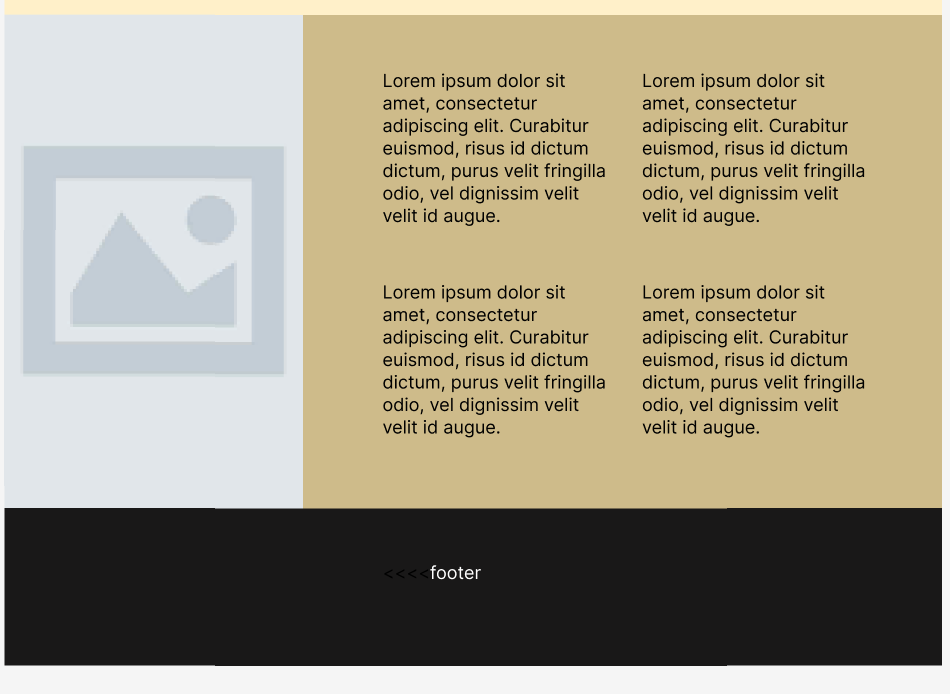 Lorem ipsum dolor sit
amet, consectetur
adipiscing elit. Curabitur
euismod, risus id dictum
dictum, purus velit fringilla
odio, vel dignissim velit
velit id augue.
Lorem ipsum dolor sit
amet, consectetur
adipiscing elit. Curabitur
euismod, risus id dictum
dictum, purus velit fringilla
odio, vel dignissim velit
velit id augue.
Lorem ipsum dolor sit
amet, consectetur
adipiscing elit. Curabitur
euismod, risus id dictum
dictum, purus velit fringilla
odio, vel dignissim velit
velit id augue.
Lorem ipsum dolor sit
amet, consectetur
adipiscing elit. Curabitur
euismod, risus id dictum
dictum, purus velit fringilla
odio, vel dignissim velit
velit id augue.
<<<<footer